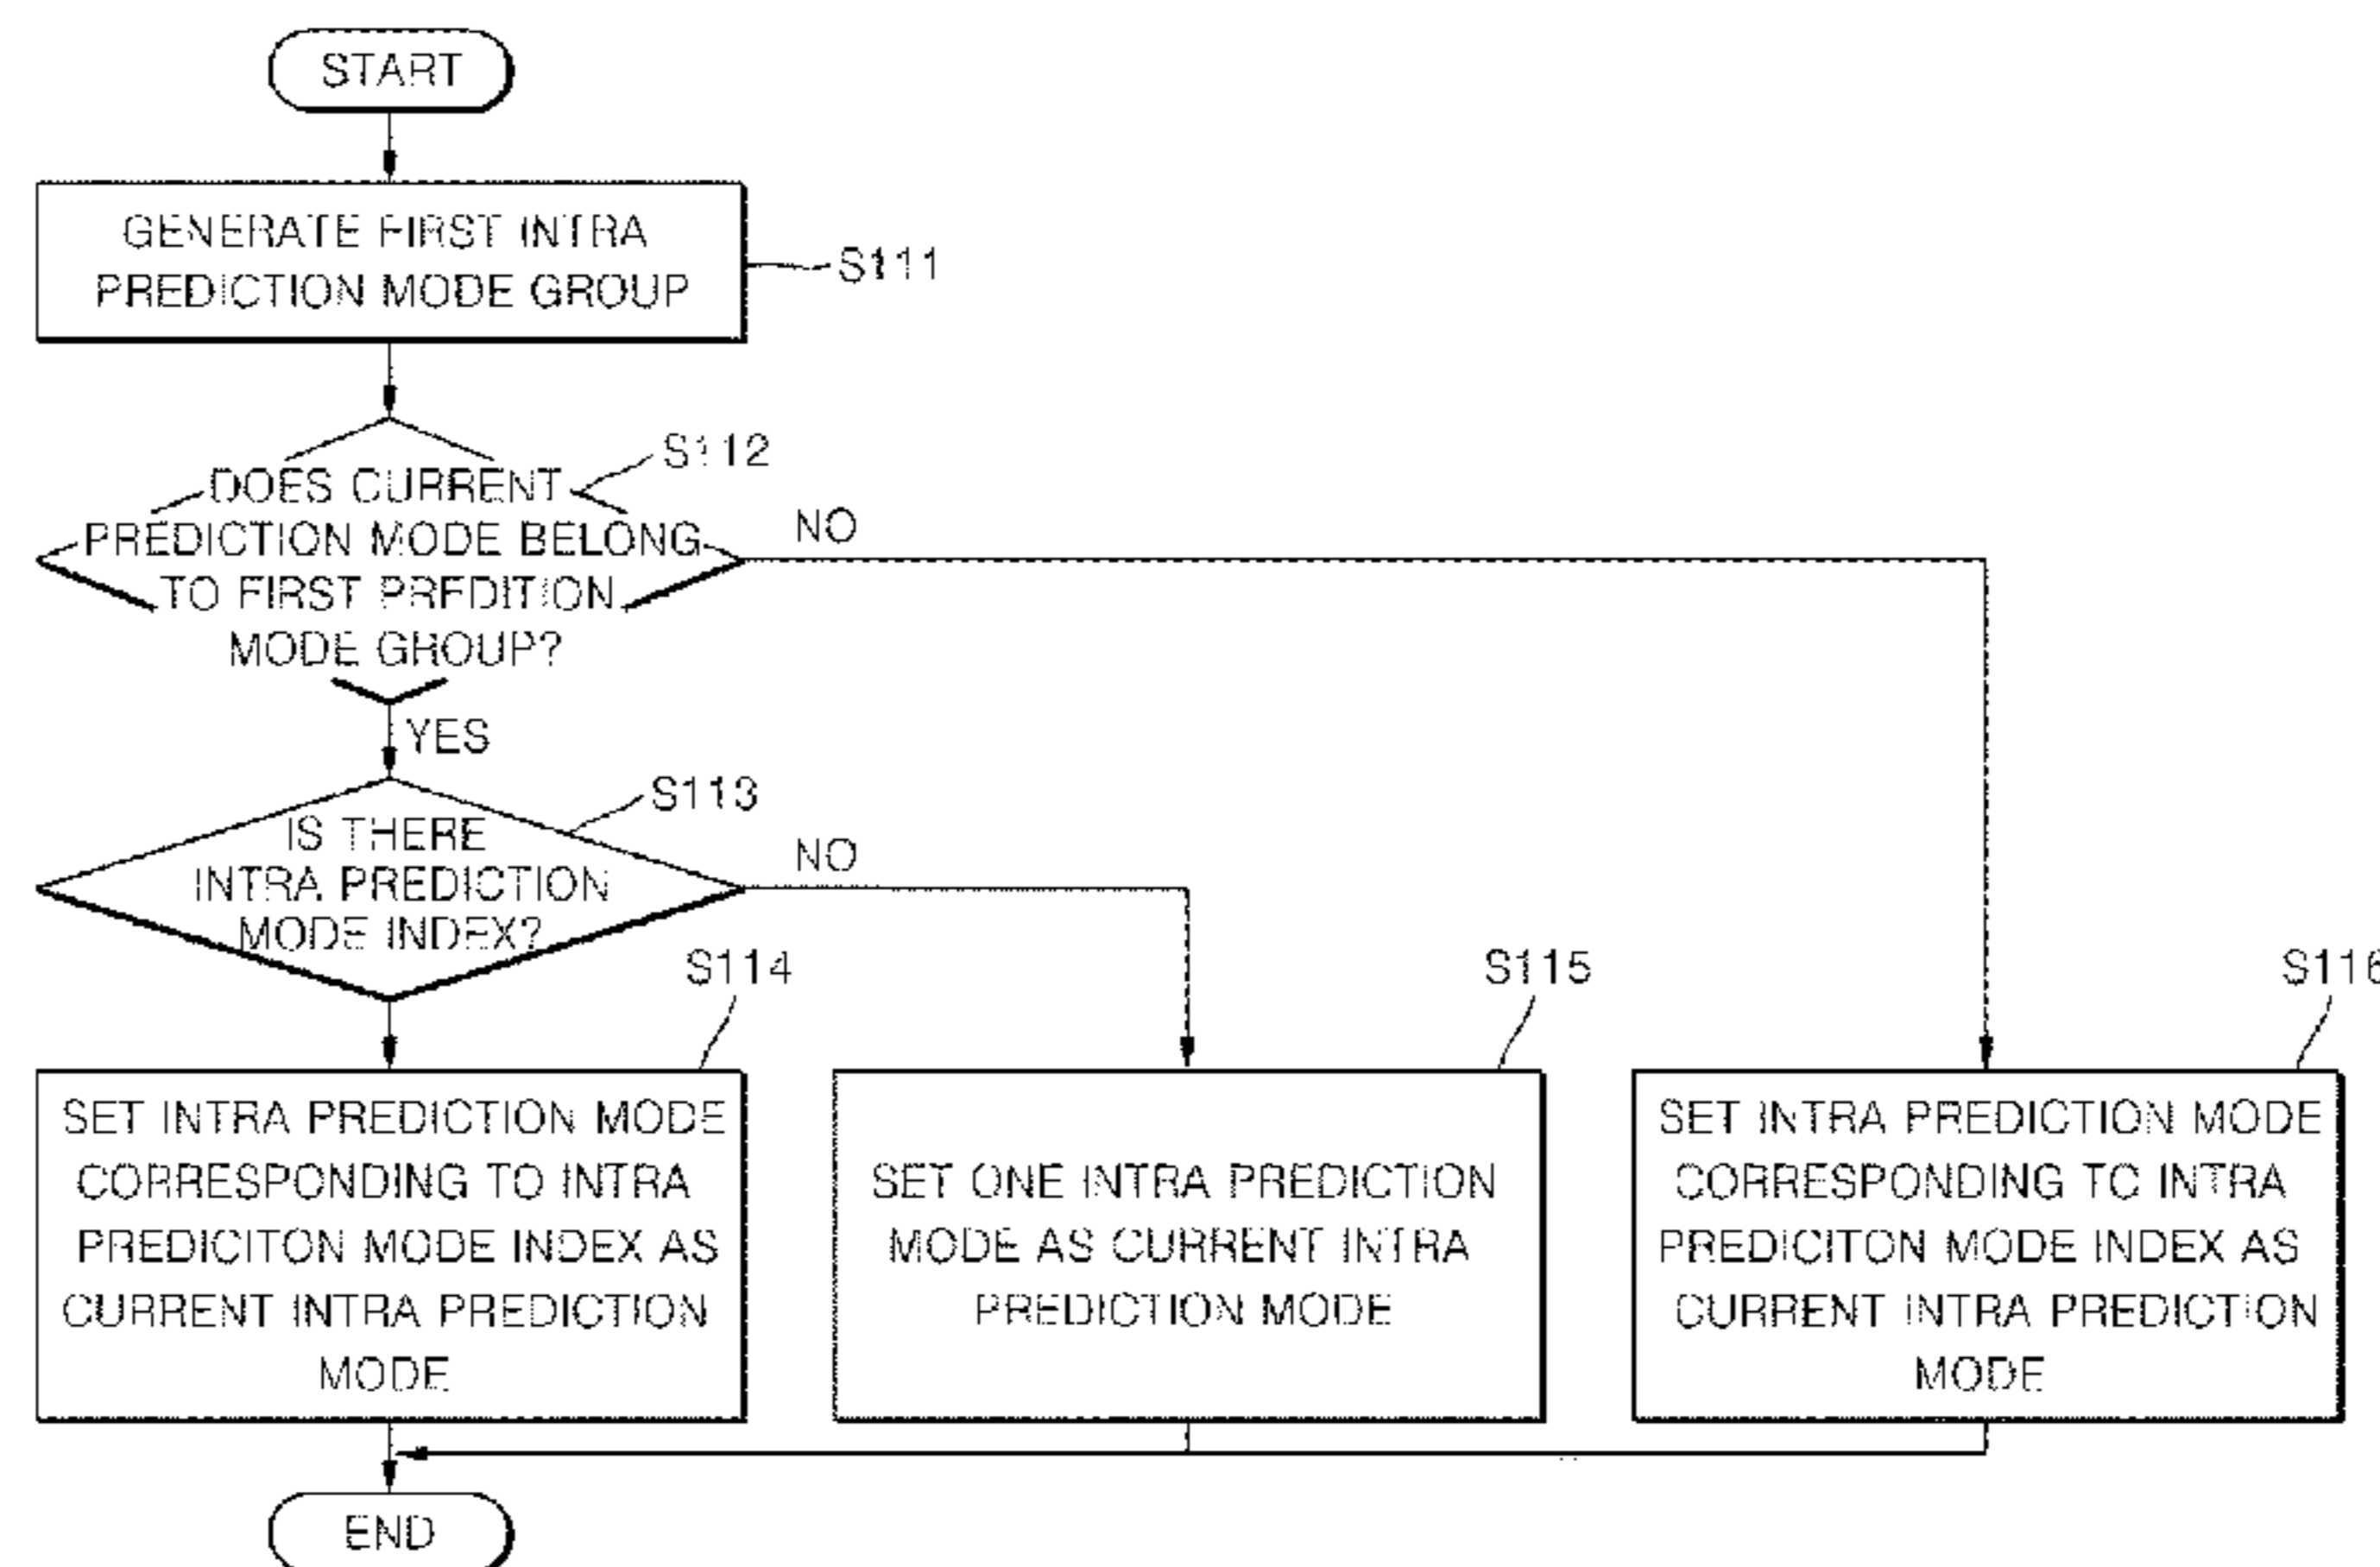 START
GENERATE FIRST INTRA
PREDICTION MODE GROUP
S111
S112
DOES CURRENT
PREDICTION MODE BELONG
TO FIRST PREDITION
MODE GROUP?
NO
YES
S113
IS THERE
INTRA PREDICTION
MODE INDEX?
NO
S114
SET INTRA PREDICTION MODE
CORRESPONDING TO INTRA
PREDICITON MODE INDEX AS
CURRENT INTRA PREDICTION
MODE
S115
SET ONE INTRA PREDICTION
MODE AS CURRENT INTRA
PREDICTION MODE
S116
SET INTRA PREDICTION MODE
CORRESPONDING TO INTRA
PREDICITON MODE INDEX AS
CURRENT INTRA PREDICTION
MODE
END